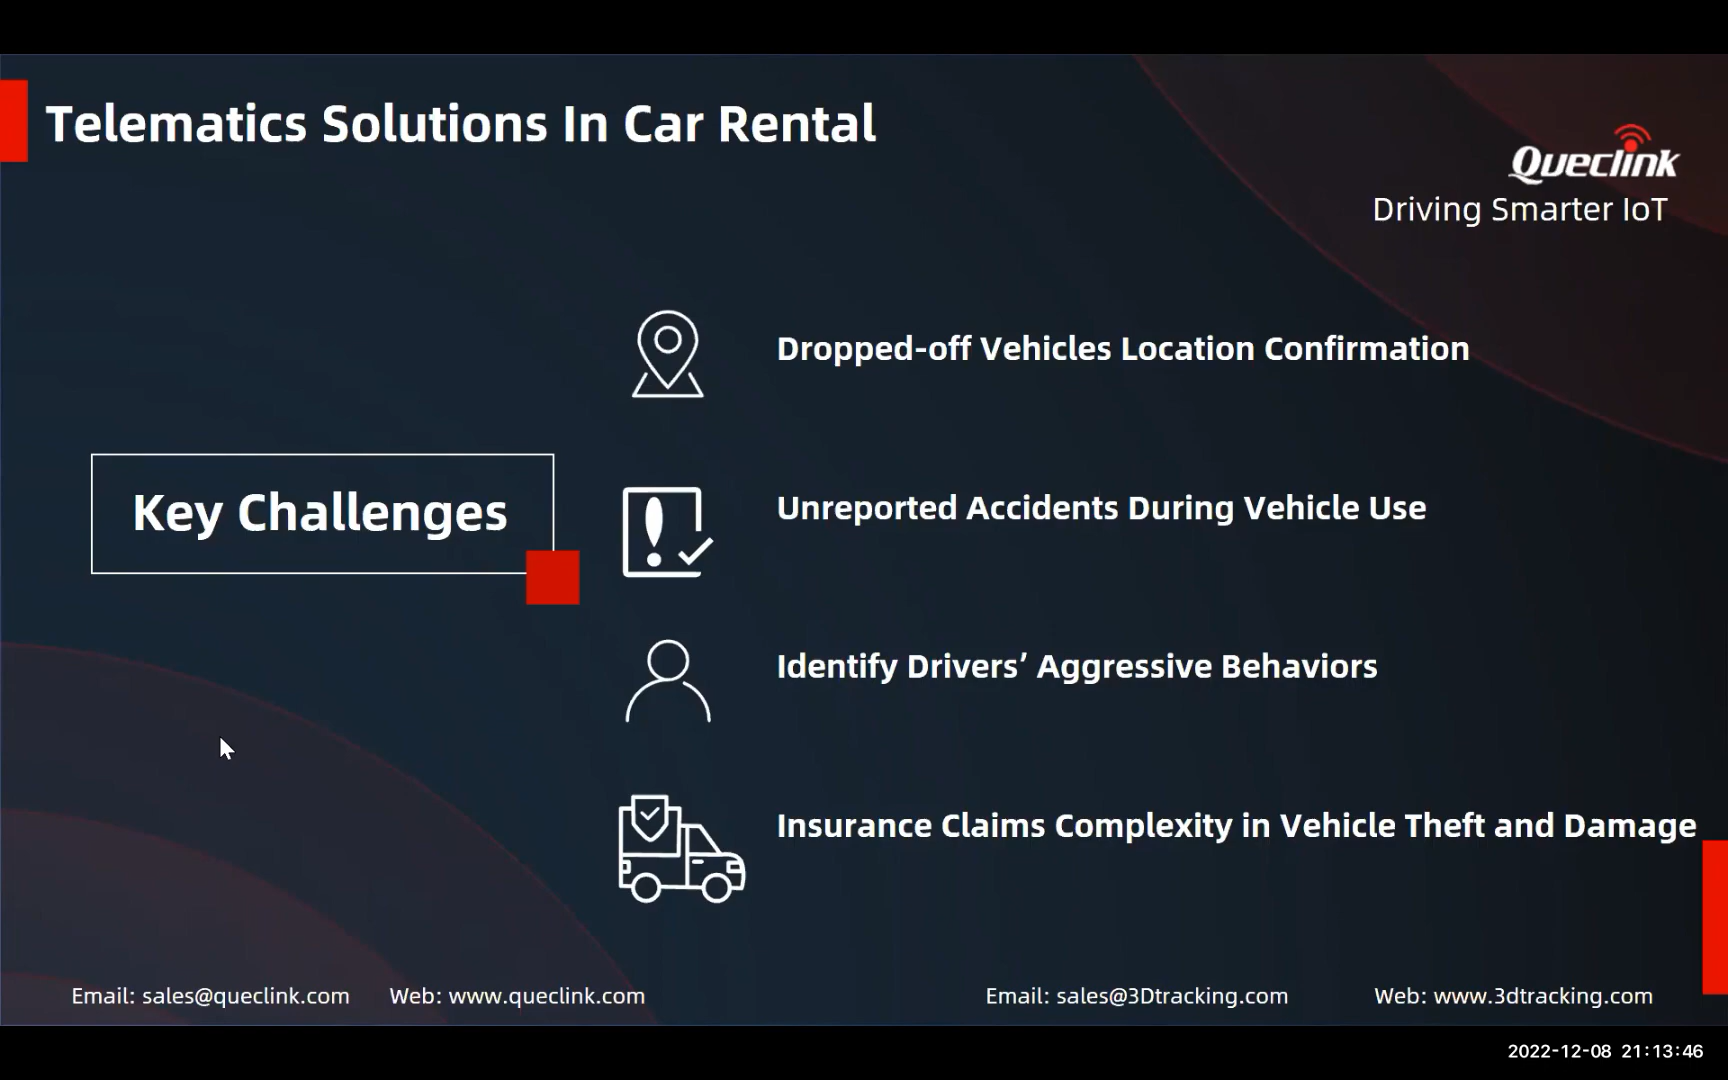 Telematics Solutions In Car Rental
Queclink
Driving Smarter IoT
Key Challenges
Dropped-off Vehicles Location Confirmation
Unreported Accidents During Vehicle Use
Identify Drivers’ Aggressive Behaviors
Insurance Claims Complexity in Vehicle Theft and Damage
Email: sales@queclink.com Web: www.queclink.com Email: sales@3Dtracking.com Web: www.3dtracking.com
2022-12-08 21:13:46